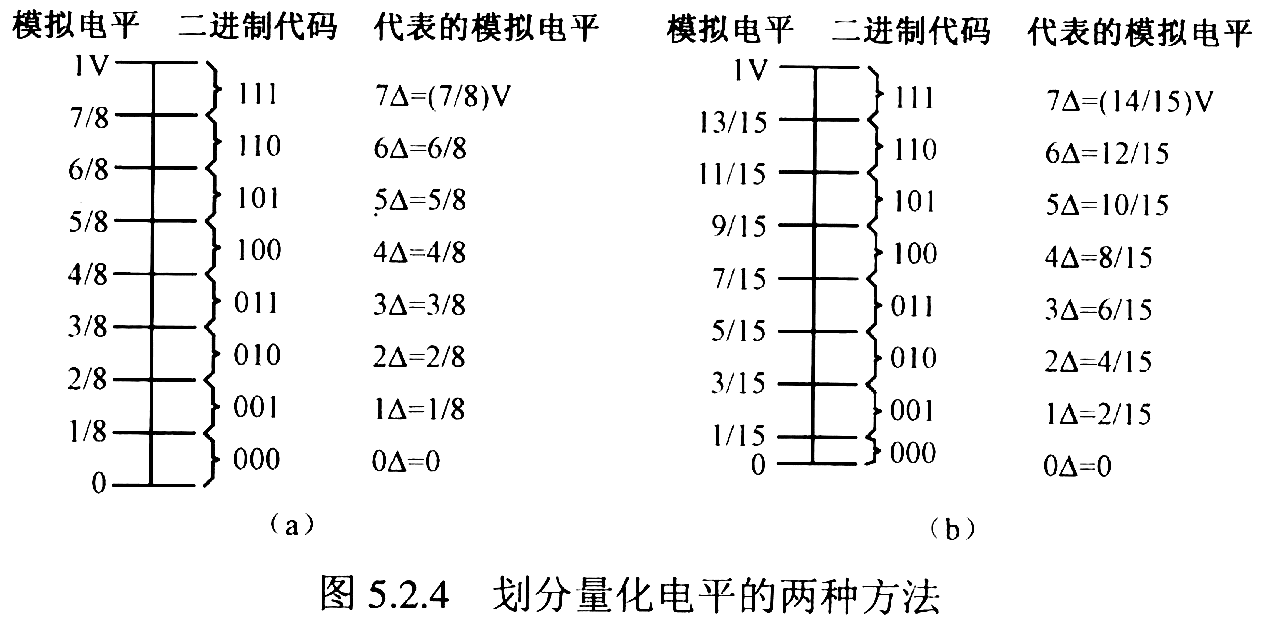 模拟电平 二进制代码 代表的模拟电平
1V
111 7Δ=(7/8)V
7/8
110 6Δ=6/8
6/8
101 5Δ=5/8
5/8
100 4Δ=4/8
4/8
011 3Δ=3/8
3/8
010 2Δ=2/8
2/8
001 1Δ=1/8
1/8
000 0Δ=0
0
(a)
模拟电平 二进制代码 代表的模拟电平
1V
111 7Δ=(14/15)V
13/15
110 6Δ=12/15
11/15
101 5Δ=10/15
9/15
100 4Δ=8/15
7/15
011 3Δ=6/15
5/15
010 2Δ=4/15
3/15
001 1Δ=2/15
1/15
000 0Δ=0
0
(b)
图 5.2.4 划分量化电平的两种方法